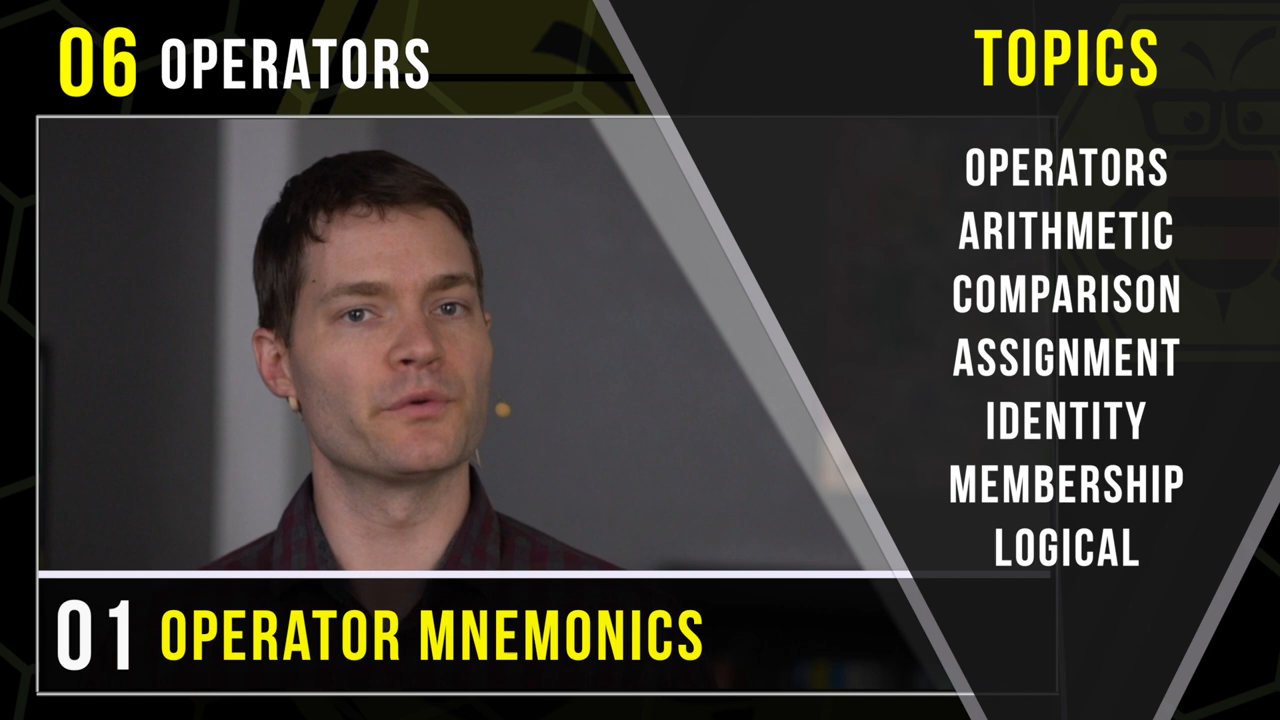 06 OPERATORS
TOPICS
OPERATORS
ARITHMETIC
COMPARISON
ASSIGNMENT
IDENTITY
MEMBERSHIP
LOGICAL
01 OPERATOR MNEMONICS